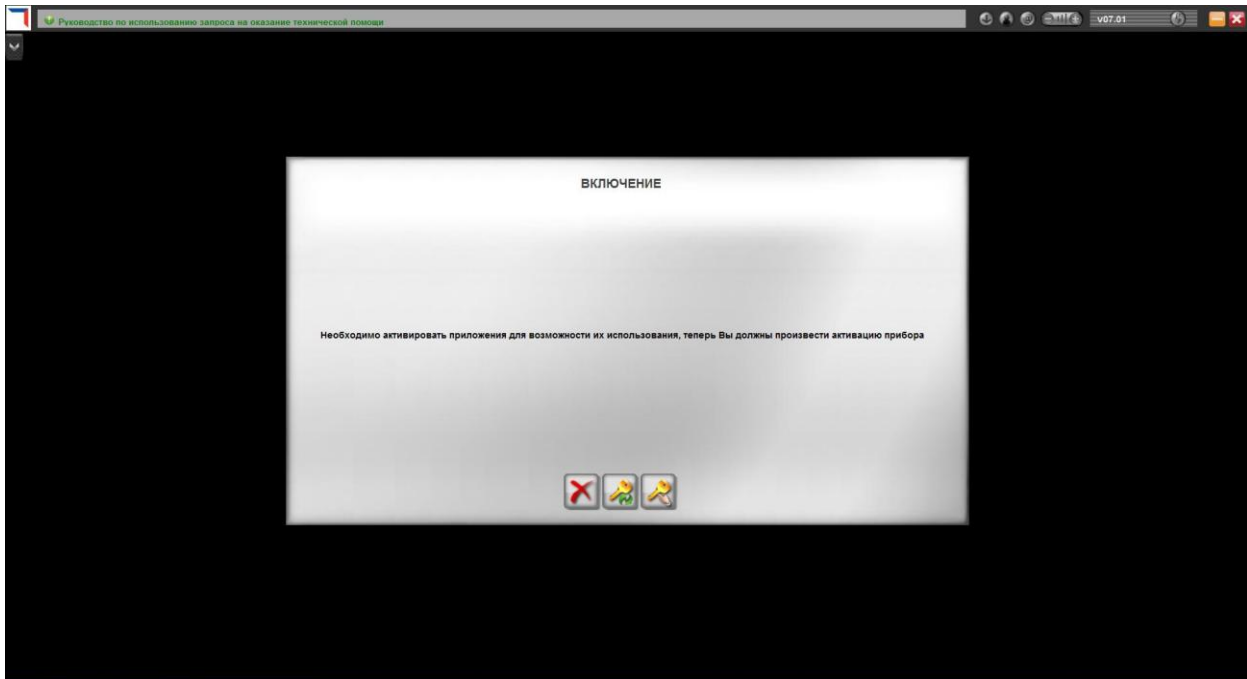 Руководство по использованию запроса на оказание технической помощи
v07.01
ВКЛЮЧЕНИЕ
Необходимо активировать приложения для возможности их использования, теперь Вы должны произвести активацию прибора